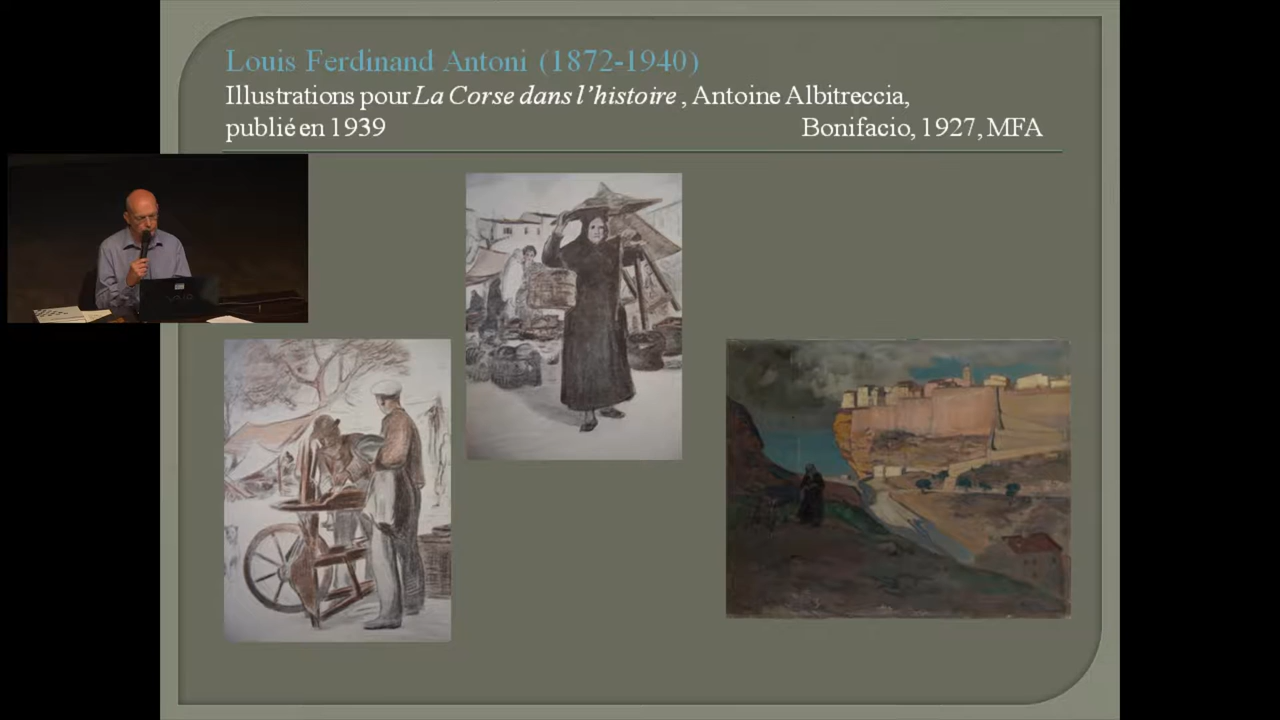 Louis Ferdinand Antoni (1872-1940)
Illustrations pour La Corse dans l’histoire , Antoine Albitreccia,
publié en 1939 Bonifacio, 1927, MFA
VAIO